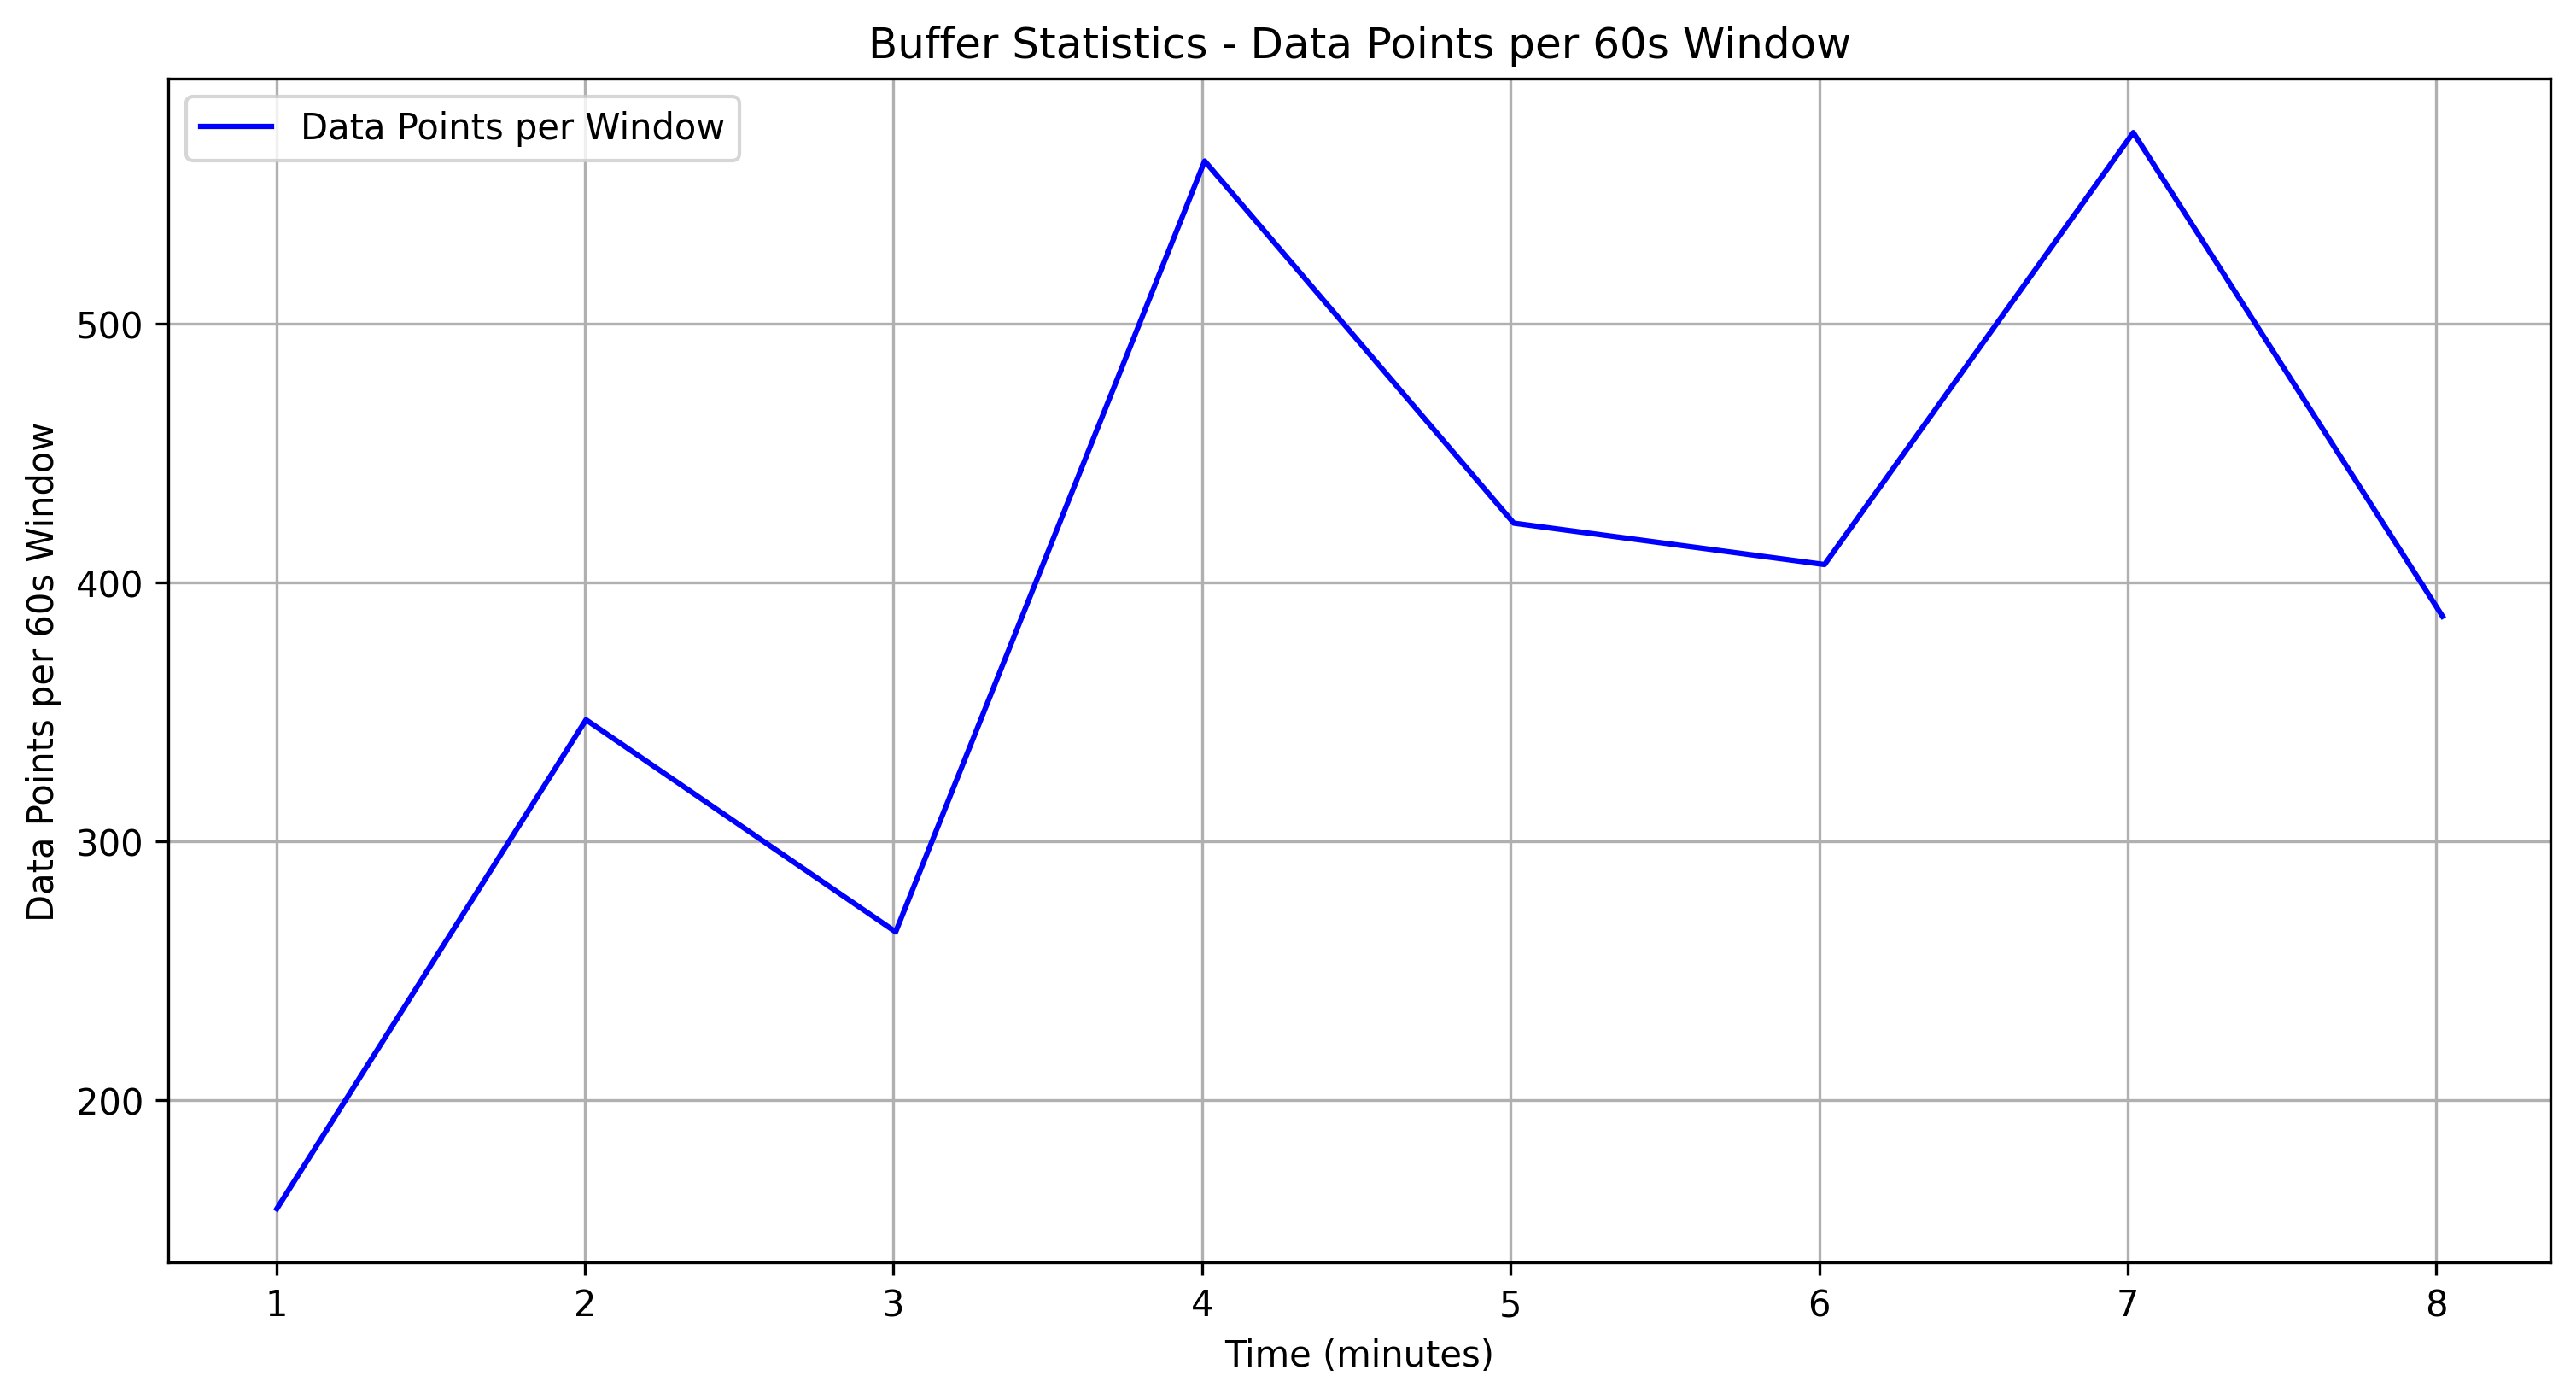 Buffer Statistics - Data Points per 60s Window
Data Points per Window
Data Points per 60s Window
500
400
300
200
1 2 3 4 5 6 7 8
Time (minutes)